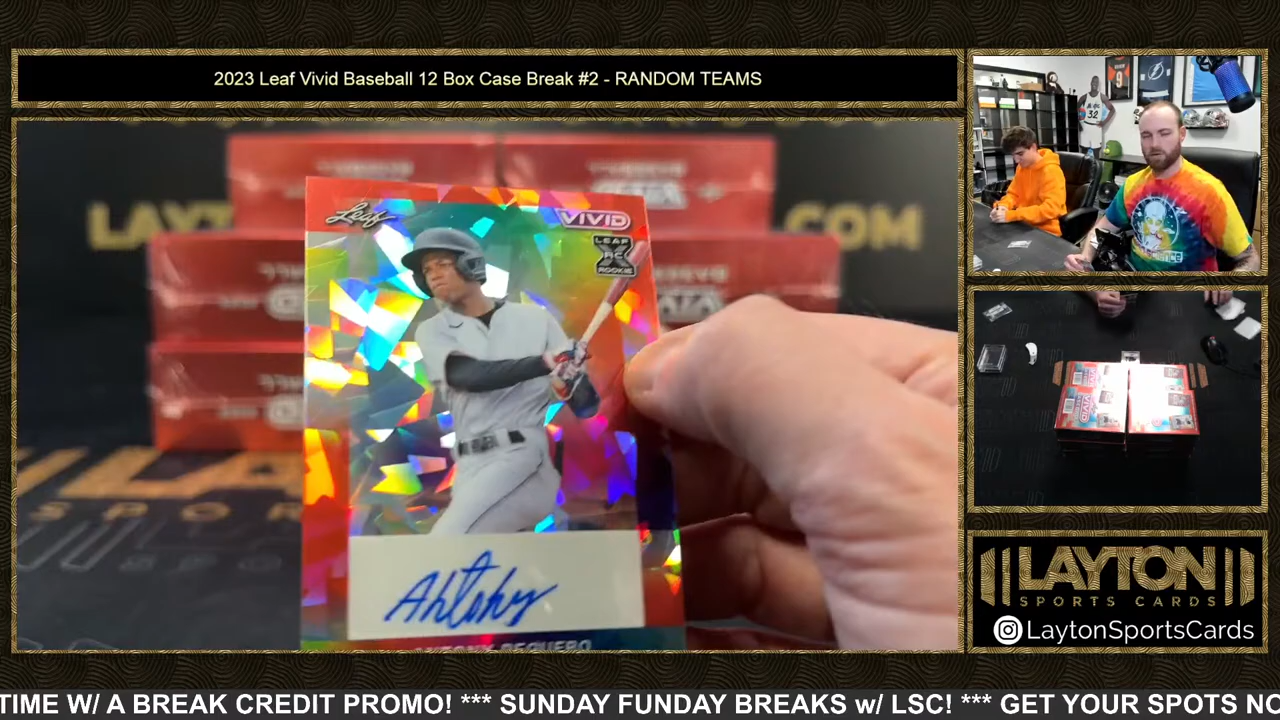 2023 Leaf Vivid Baseball 12 Box Case Break #2 - RANDOM TEAMS
Leaf
VIVID
LEAF
RC
ROOKIE
Antony
LAYTON
SPORTS CARDS
LaytonSportsCards
TIME W/ A BREAK CREDIT PROMO! *** SUNDAY FUNDAY BREAKS w/ LSC! *** GET YOUR SPOTS NO